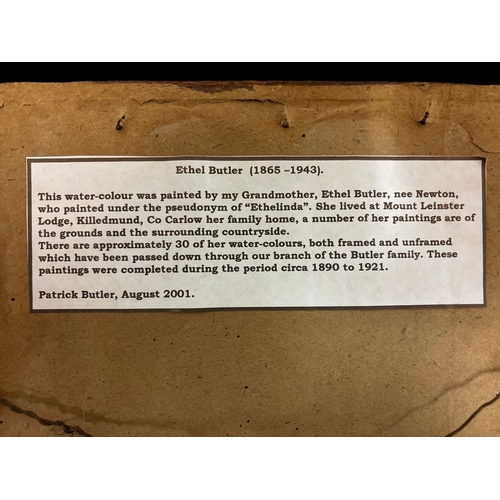 Ethel Butler (1865 –1943).
This water-colour was painted by my Grandmother, Ethel Butler, nee Newton,
who painted under the pseudonym of “Ethelinda”. She lived at Mount Leinster
Lodge, Killedmund, Co Carlow her family home, a number of her paintings are of
the grounds and the surrounding countryside.
There are approximately 30 of her water-colours, both framed and unframed
which have been passed down through our branch of the Butler family. These
paintings were completed during the period circa 1890 to 1921.
Patrick Butler, August 2001.